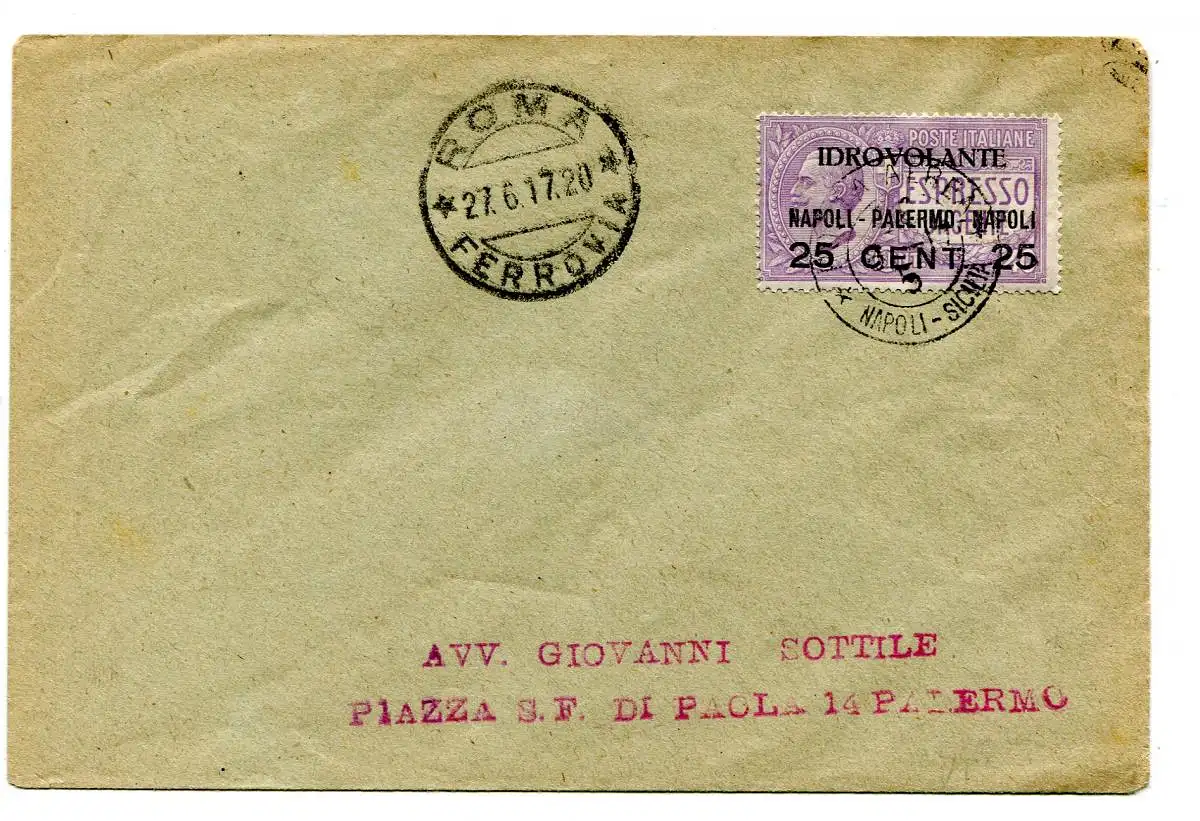 ROMA
27.6.17.20
FERROVIA
POSTE ITALIANE
IDROVOLANTE
ESPRESSO
NAPOLI - PALERMO - NAPOLI
25 CENT 25
NAPOLI - SICILIA
AVV. GIOVANNI SOTTILE
PIAZZA S.F. DI PAOLA 14 PALERMO